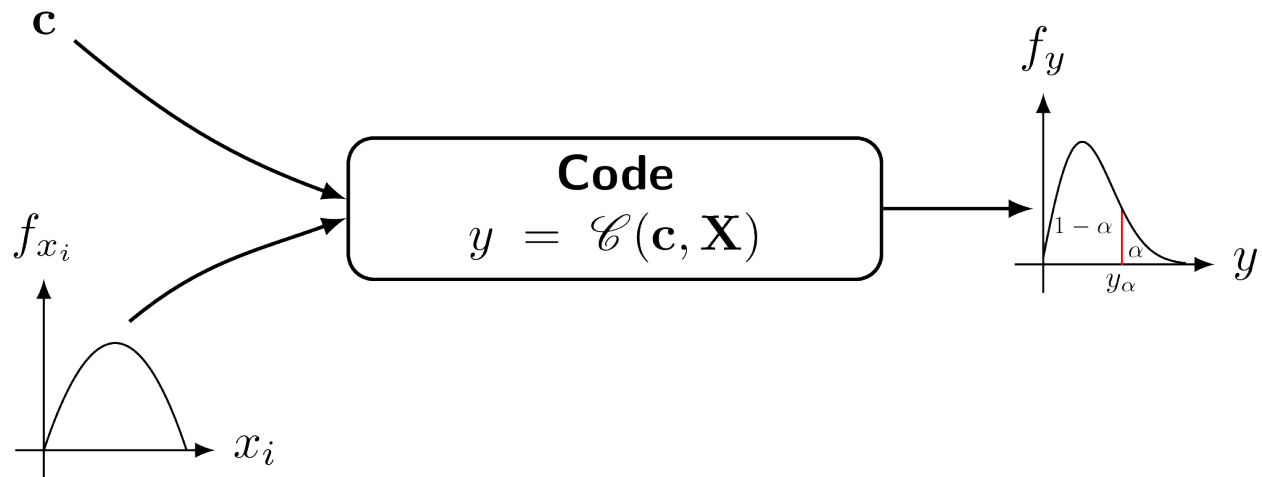 c
f_y
Code
y = 𝒞(c, X)
1 − α
α
y_α
y
f_{x_i}
x_i